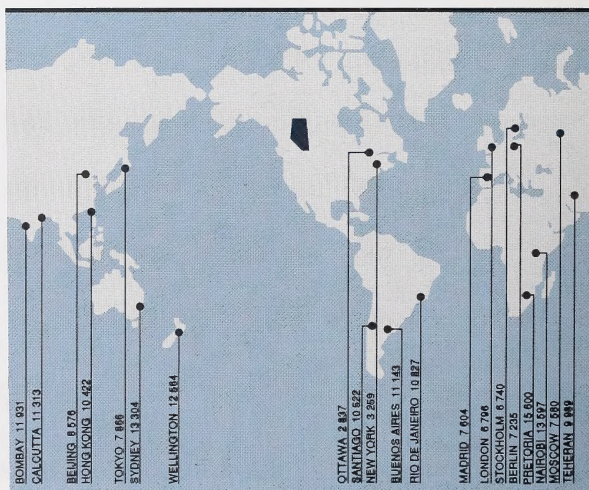 BOMBAY 11 931
CALCUTTA 11 313
BEIJING 8 576
HONG KONG 10 422
TOKYO 7 866
SYDNEY 13 304
WELLINGTON 12 564
OTTAWA 2 837
SANTIAGO 10 522
NEW YORK 3 259
BUENOS AIRES 11 143
RIO DE JANEIRO 10 827
MADRID 7 604
LONDON 6 796
STOCKHOLM 6 740
BERLIN 7 235
PRETORIA 15 600
NAIROBI 13 597
MOSCOW 7 580
TEHERAN 9 989